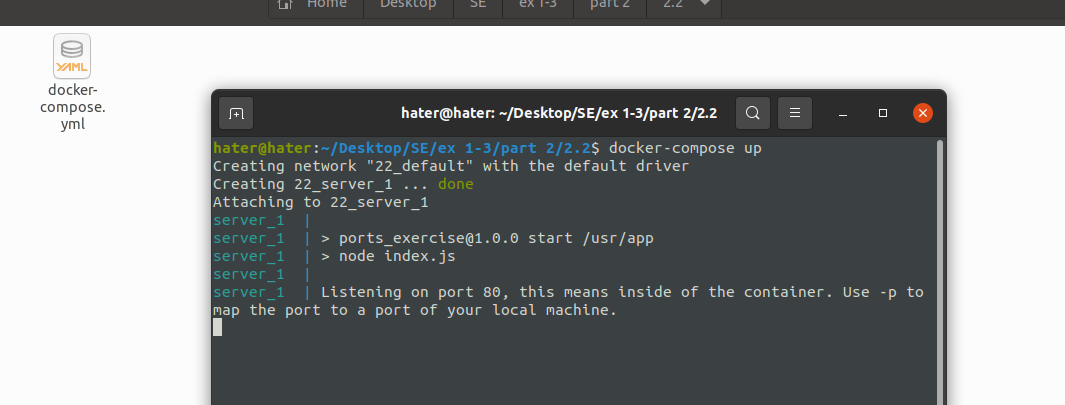 Home Desktop SE ex 1-3 part 2 2.2
YAML
docker-
compose.
yml
hater@hater: ~/Desktop/SE/ex 1-3/part 2/2.2
hater@hater:~/Desktop/SE/ex 1-3/part 2/2.2$ docker-compose up
Creating network "22_default" with the default driver
Creating 22_server_1 ... done
Attaching to 22_server_1
server_1 |
server_1 | > ports_exercise@1.0.0 start /usr/app
server_1 | > node index.js
server_1 |
server_1 | Listening on port 80, this means inside of the container. Use -p to
map the port to a port of your local machine.